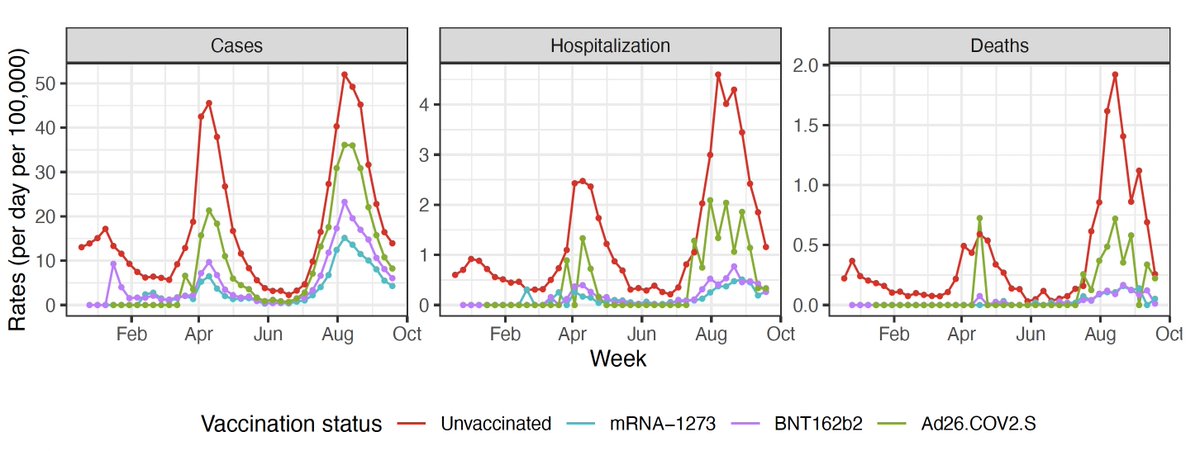 Cases
Hospitalization
Deaths
Rates (per day per 100,000)
50
40
30
20
10
0
4
3
2
1
0
2.0
1.5
1.0
0.5
0.0
Feb Apr Jun Aug Oct
Feb Apr Jun Aug Oct
Feb Apr Jun Aug Oct
Week
Vaccination status Unvaccinated mRNA−1273 BNT162b2 Ad26.COV2.S